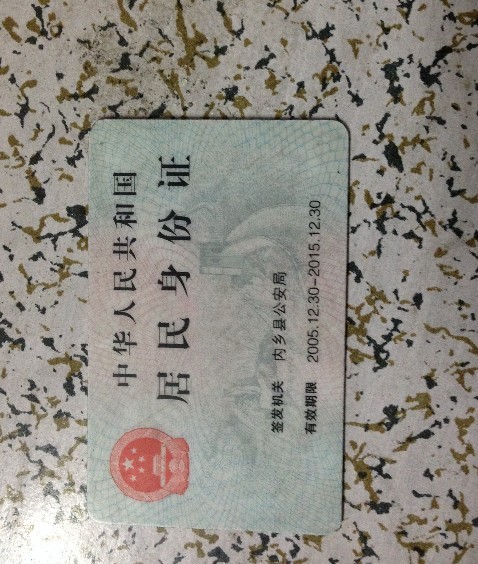 中华人民共和国
居民身份证
签发机关 内乡县公安局
有效期限 2005.12.30-2015.12.30